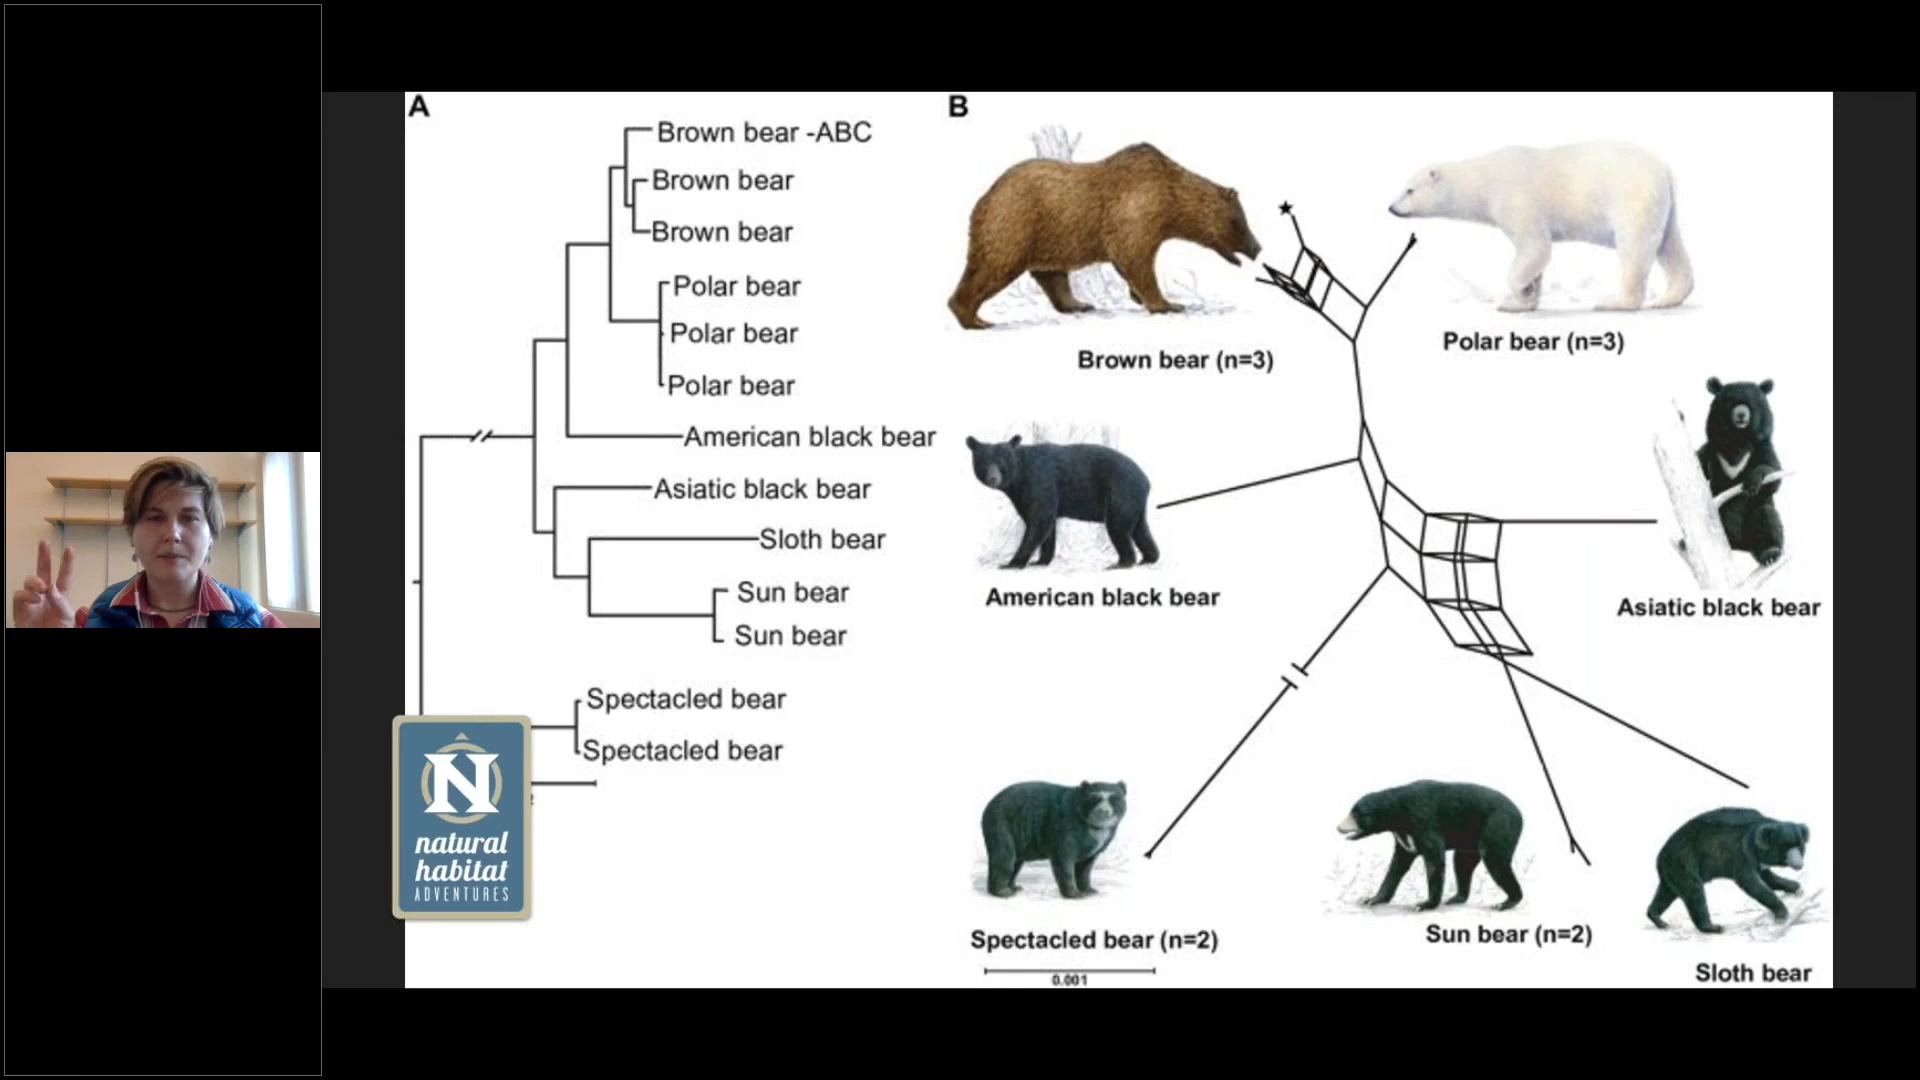 A
Brown bear -ABC
Brown bear
Brown bear
Polar bear
Polar bear
Polar bear
American black bear
Asiatic black bear
Sloth bear
Sun bear
Sun bear
Spectacled bear
Spectacled bear
N
natural
habitat
ADVENTURES
B
Brown bear (n=3)
Polar bear (n=3)
American black bear
Asiatic black bear
Spectacled bear (n=2)
Sun bear (n=2)
Sloth bear
0.001